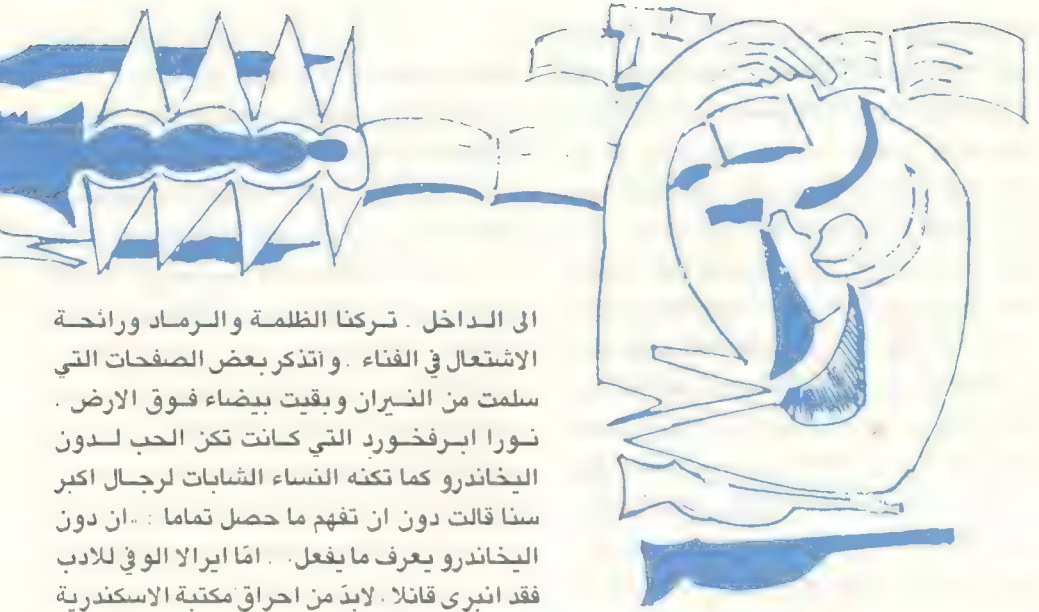 الى الداخل . تركنا الظلمة والرماد ورائحة
الاشتعال في الفناء . وأتذكر بعض الصفحات التي
سلمت من النيران وبقيت بيضاء فوق الارض .
نورا ابرفخورد التي كانت تكن الحب لدون
اليخاندرو كما تكنه النساء الشابات لرجال اكبر
سنا قالت دون ان تفهم ما حصل تماما : «ان دون
اليخاندرو يعرف ما يفعل» . امّا ايرالا الوفي للادب
فقد انبرى قائلا . لابدّ من احراق مكتبة الاسكندرية